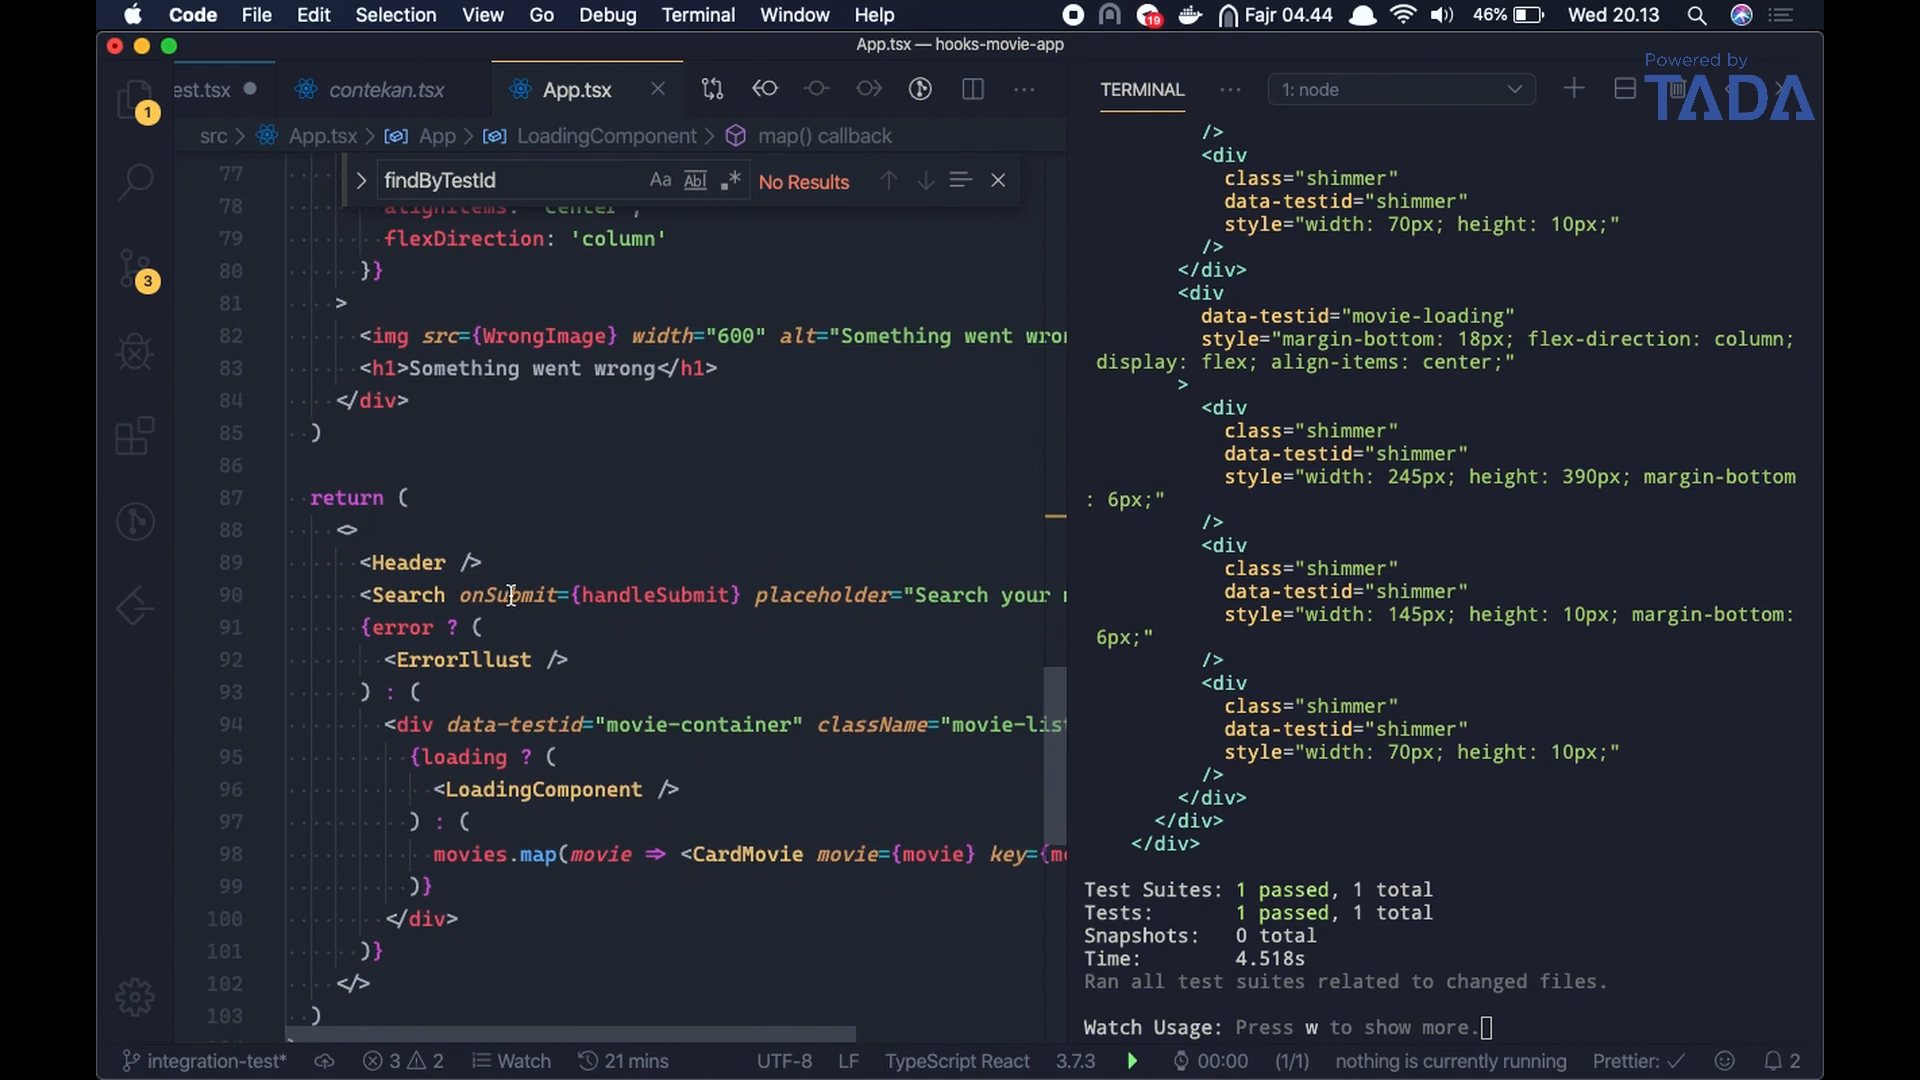 Code File Edit Selection View Go Debug Terminal Window Help 19 Fajr 04.44 46% Wed 20.13
App.tsx — hooks-movie-app
Powered by
TADA
est.tsx contekan.tsx App.tsx
src > App.tsx > App > LoadingComponent > map() callback
findByTestId Aa Abl .* No Results
1
3
77
78 alignItems: 'center',
79 flexDirection: 'column'
80 }}
81 >
82 <img src={WrongImage} width="600" alt="Something went wron
83 <h1>Something went wrong</h1>
84 </div>
85 )
86
87 return (
88 <>
89 <Header />
90 <Search onSubmit={handleSubmit} placeholder="Search your
91 {error ? (
92 <ErrorIllust />
93 ) : (
94 <div data-testid="movie-container" className="movie-list
95 {loading ? (
96 <LoadingComponent />
97 ) : (
98 movies.map(movie => <CardMovie movie={movie} key={mo
99 )}
100 </div>
101 )}
102 </>
103 )
TERMINAL ... 1: node
/>
<div
class="shimmer"
data-testid="shimmer"
style="width: 70px; height: 10px;"
/>
</div>
<div
data-testid="movie-loading"
style="margin-bottom: 18px; flex-direction: column;
display: flex; align-items: center;"
>
<div
class="shimmer"
data-testid="shimmer"
style="width: 245px; height: 390px; margin-bottom
: 6px;"
/>
<div
class="shimmer"
data-testid="shimmer"
style="width: 145px; height: 10px; margin-bottom:
6px;"
/>
<div
class="shimmer"
data-testid="shimmer"
style="width: 70px; height: 10px;"
/>
</div>
</div>
</div>
Test Suites: 1 passed, 1 total
Tests: 1 passed, 1 total
Snapshots: 0 total
Time: 4.518s
Ran all test suites related to changed files.
Watch Usage: Press w to show more.
integration-test* 3 2 Watch 21 mins UTF-8 LF TypeScript React 3.7.3 00:00 (1/1) nothing is currently running Prettier: ✓ 2